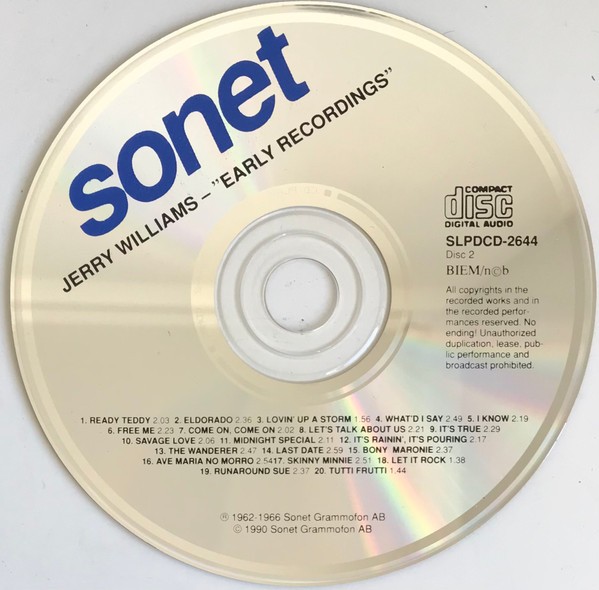 sonet
JERRY WILLIAMS – "EARLY RECORDINGS"
COMPACT
disc
DIGITAL AUDIO
SLPDCD-2644
Disc 2
BIEM/n©b
All copyrights in the
recorded works and in
the recorded perfor-
mances reserved. No
ending! Unauthorized
duplication, lease, pub-
lic performance and
broadcast prohibited.
1. READY TEDDY 2.03 2. ELDORADO 2.36 3. LOVIN' UP A STORM 1.56 4. WHAT'D I SAY 2.49 5. I KNOW 2.19
6. FREE ME 2.23 7. COME ON, COME ON 2.02 8. LET'S TALK ABOUT US 2.21 9. IT'S TRUE 2.29
10. SAVAGE LOVE 2.06 11. MIDNIGHT SPECIAL 2.11 12. IT'S RAININ', IT'S POURING 2.17
13. THE WANDERER 2.47 14. LAST DATE 2.59 15. BONY MARONIE 2.37
16. AVE MARIA NO MORRO 2.5417. SKINNY MINNIE 2.51 18. LET IT ROCK 1.38
19. RUNAROUND SUE 2.37 20. TUTTI FRUTTI 1.44
℗ 1962-1966 Sonet Grammofon AB
© 1990 Sonet Grammofon AB